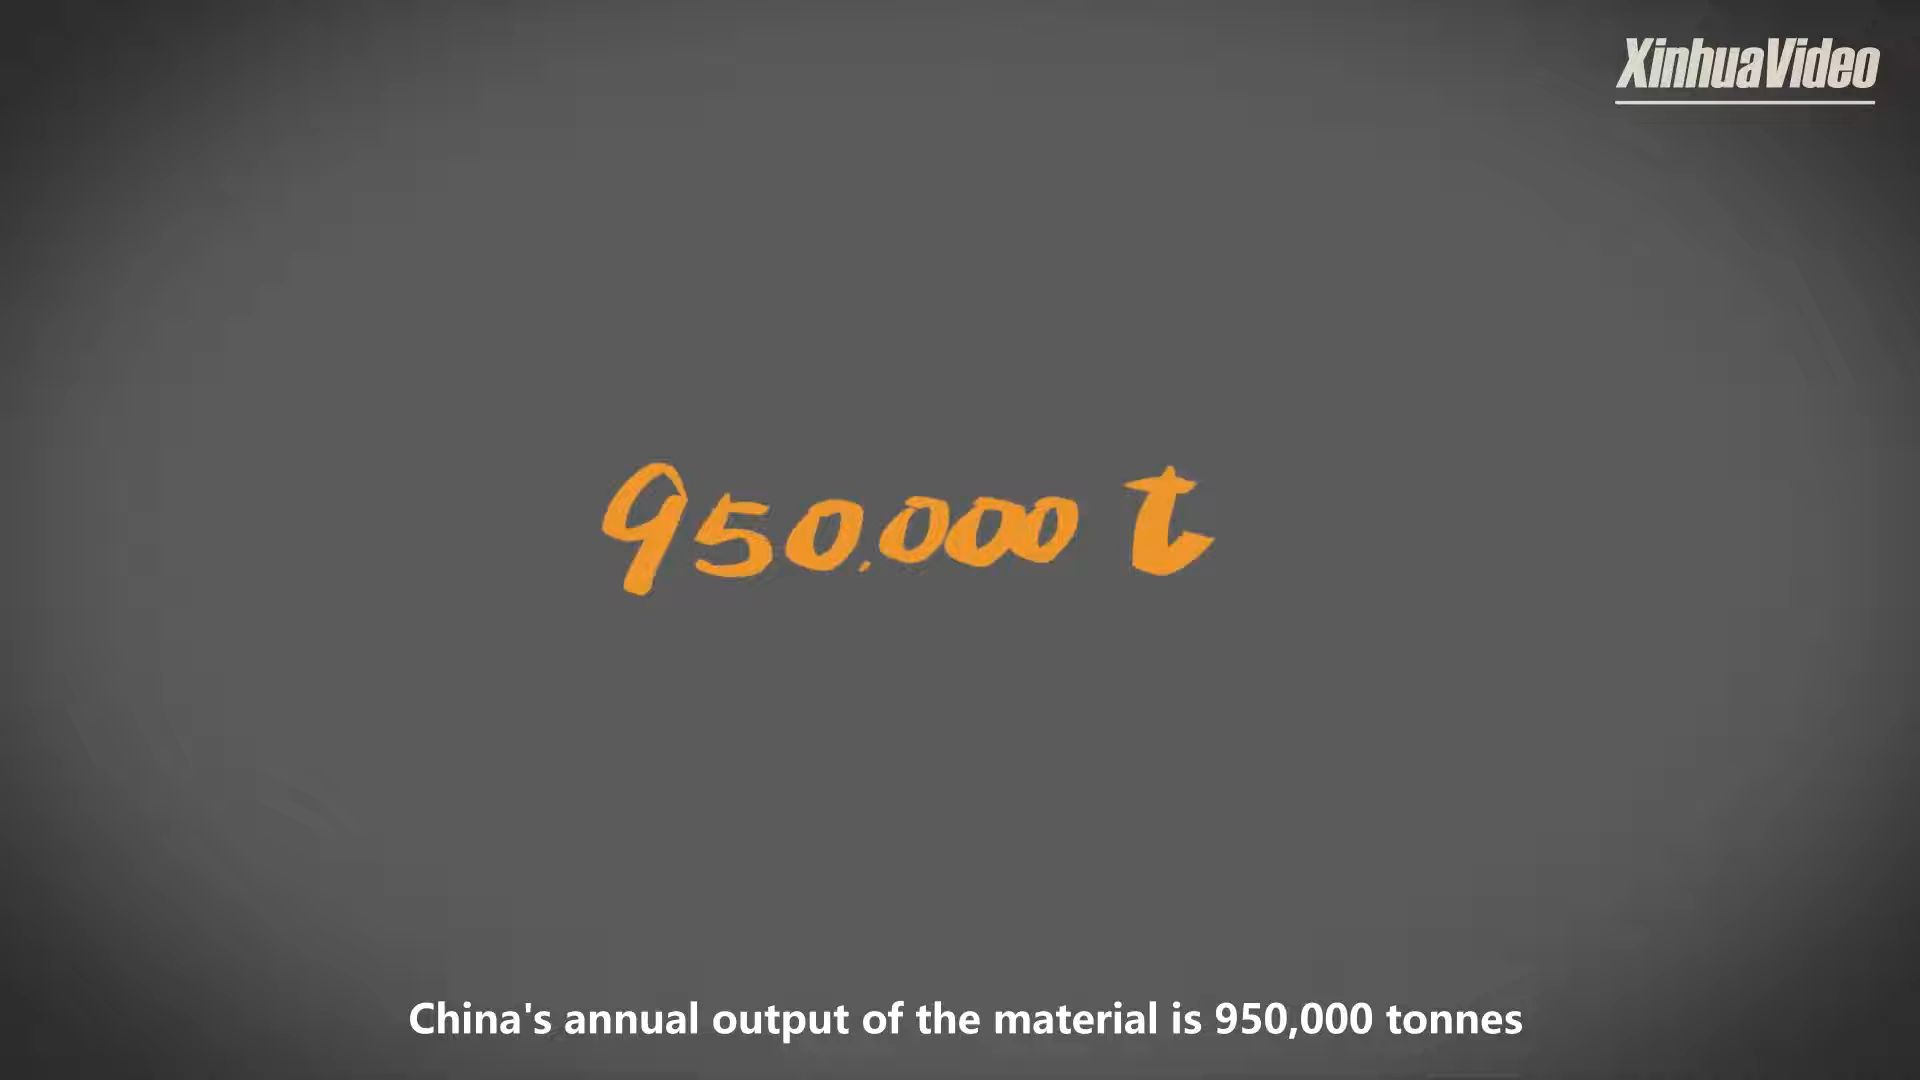 XinhuaVideo
950,000 t
China's annual output of the material is 950,000 tonnes